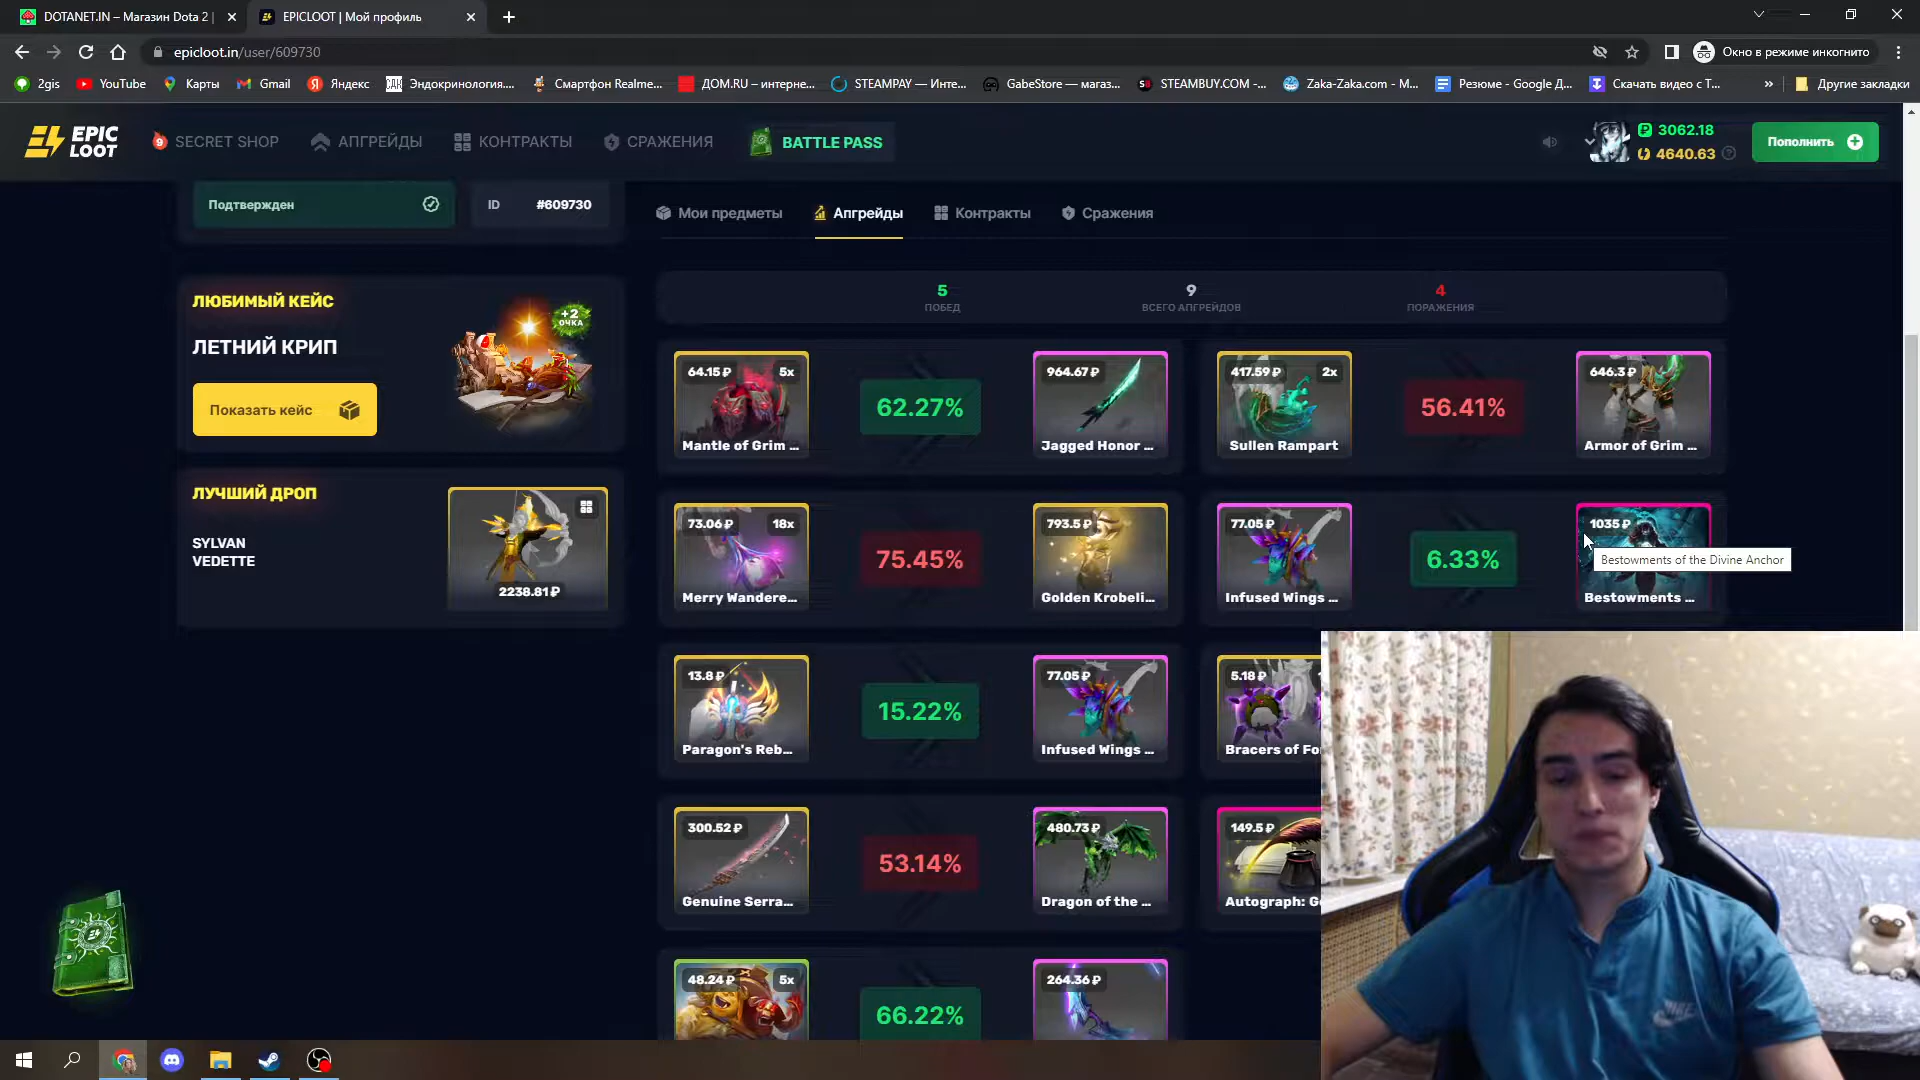 DOTANET.IN – Магазин Dota 2 |
EPICLOOT | Мой профиль
epicloot.in/user/609730
Окно в режиме инкогнито
2gis
YouTube
Карты
Gmail
Яндекс
Эндокринология....
Смартфон Realme...
ДОМ.RU – интерне...
STEAMPAY — Инте...
GabeStore — магаз...
STEAMBUY.COM -...
Zaka-Zaka.com - М...
Резюме - Google Д...
Скачать видео с Т...
»
Другие закладки
EPIC
LOOT
9
SECRET SHOP
АПГРЕЙДЫ
КОНТРАКТЫ
СРАЖЕНИЯ
BATTLE PASS
3062.18
4640.63
Пополнить
Подтвержден
ID
#609730
Мои предметы
Апгрейды
Контракты
Сражения
ЛЮБИМЫЙ КЕЙС
ЛЕТНИЙ КРИП
+2
ОЧКА
Показать кейс
ЛУЧШИЙ ДРОП
SYLVAN
VEDETTE
2238.81 ₽
5
ПОБЕД
9
ВСЕГО АПГРЕЙДОВ
4
ПОРАЖЕНИЯ
64.15 ₽
5x
Mantle of Grim ...
62.27%
964.67 ₽
Jagged Honor ...
417.59 ₽
2x
Sullen Rampart
56.41%
646.3 ₽
Armor of Grim ...
73.06 ₽
18x
Merry Wandere...
75.45%
793.5 ₽
Golden Krobeli...
77.05 ₽
Infused Wings ...
6.33%
1035 ₽
Bestowments of the Divine Anchor
Bestowments ...
13.8 ₽
Paragon's Reb...
15.22%
77.05 ₽
Infused Wings ...
5.18 ₽
Bracers of Fo
300.52 ₽
Genuine Serra...
53.14%
480.73 ₽
Dragon of the ...
149.5 ₽
Autograph: G
48.24 ₽
5x
66.22%
264.36 ₽